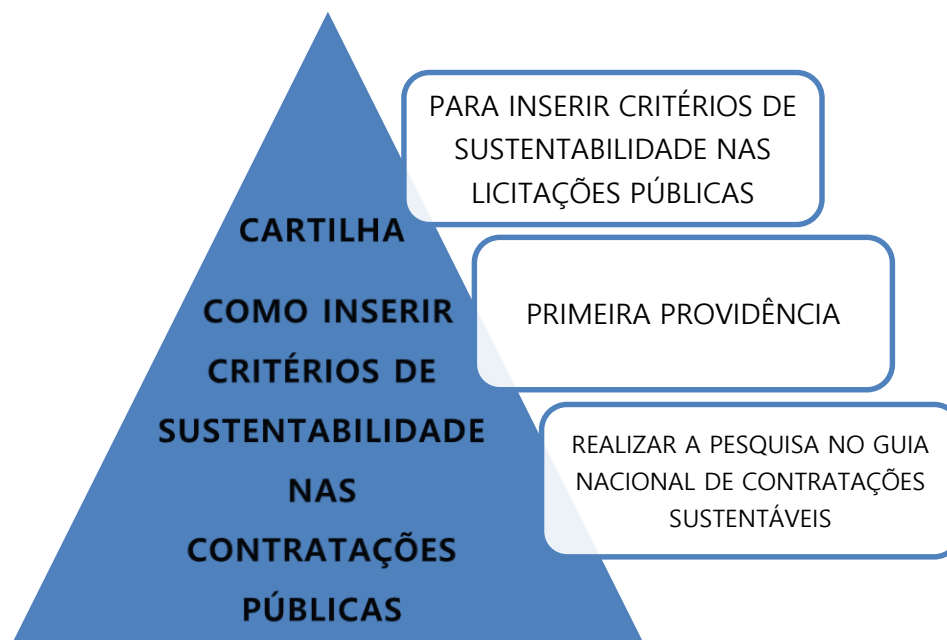 CARTILHA
COMO INSERIR
CRITÉRIOS DE
SUSTENTABILIDADE
NAS
CONTRATAÇÕES
PÚBLICAS
PARA INSERIR CRITÉRIOS DE
SUSTENTABILIDADE NAS
LICITAÇÕES PÚBLICAS
PRIMEIRA PROVIDÊNCIA
REALIZAR A PESQUISA NO GUIA
NACIONAL DE CONTRATAÇÕES
SUSTENTÁVEIS